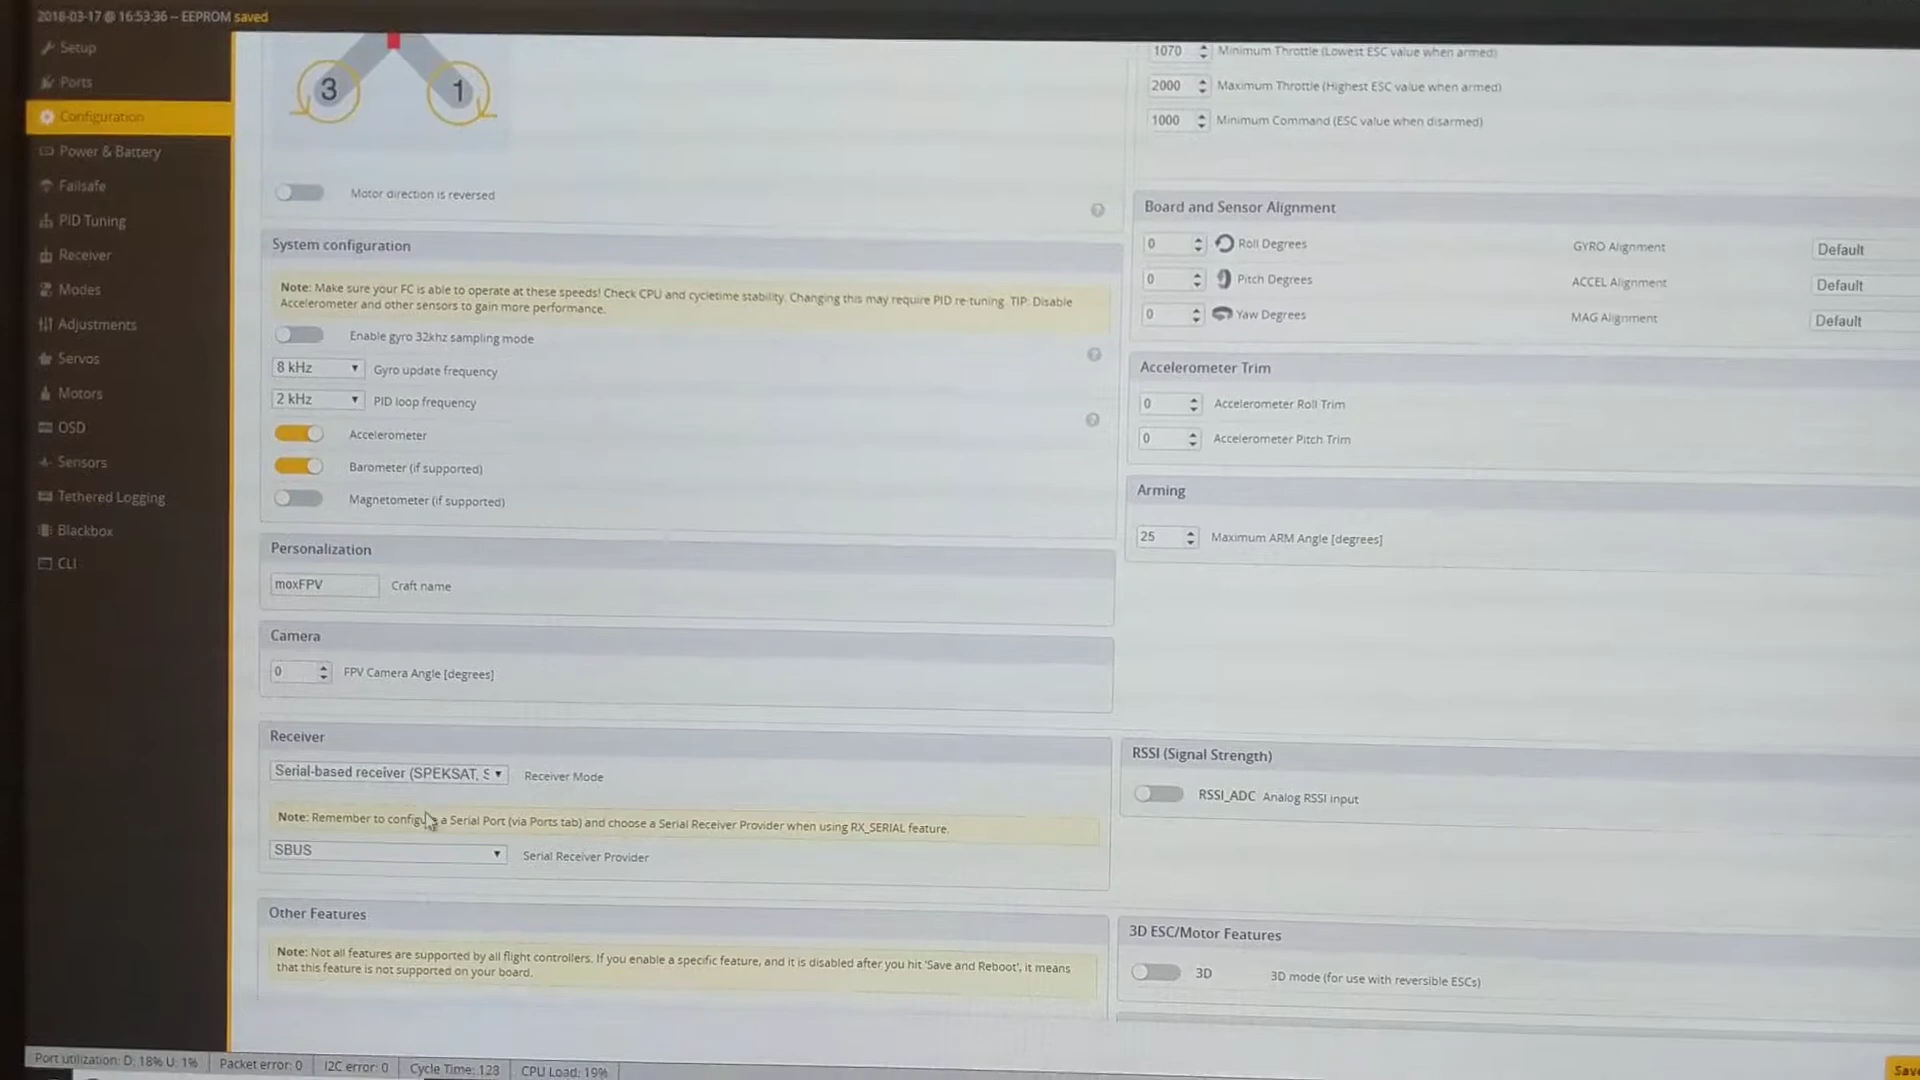 2018-03-17 @ 16:53:36 -- EEPROM saved
Setup
Ports
Configuration
Power & Battery
Failsafe
PID Tuning
Receiver
Modes
Adjustments
Servos
Motors
OSD
Sensors
Tethered Logging
Blackbox
CLI
3
1
Motor direction is reversed
System configuration
Note: Make sure your FC is able to operate at these speeds! Check CPU and cycletime stability. Changing this may require PID re-tuning. TIP: Disable
Accelerometer and other sensors to gain more performance.
Enable gyro 32khz sampling mode
8 kHz Gyro update frequency
2 kHz PID loop frequency
Accelerometer
Barometer (if supported)
Magnetometer (if supported)
Personalization
moxFPV Craft name
Camera
0 FPV Camera Angle [degrees]
Receiver
Serial-based receiver (SPEKSAT, S Receiver Mode
Note: Remember to configure a Serial Port (via Ports tab) and choose a Serial Receiver Provider when using RX_SERIAL feature.
SBUS Serial Receiver Provider
Other Features
Note: Not all features are supported by all flight controllers. If you enable a specific feature, and it is disabled after you hit 'Save and Reboot', it means
that this feature is not supported on your board.
1070 Minimum Throttle (Lowest ESC value when armed)
2000 Maximum Throttle (Highest ESC value when armed)
1000 Minimum Command (ESC value when disarmed)
Board and Sensor Alignment
0 Roll Degrees GYRO Alignment Default
0 Pitch Degrees ACCEL Alignment Default
0 Yaw Degrees MAG Alignment Default
Accelerometer Trim
0 Accelerometer Roll Trim
0 Accelerometer Pitch Trim
Arming
25 Maximum ARM Angle [degrees]
RSSI (Signal Strength)
RSSI_ADC Analog RSSI input
3D ESC/Motor Features
3D 3D mode (for use with reversible ESCs)
Save
Port utilization: D: 18% U: 1% Packet error: 0 I2C error: 0 Cycle Time: 128 CPU Load: 19%